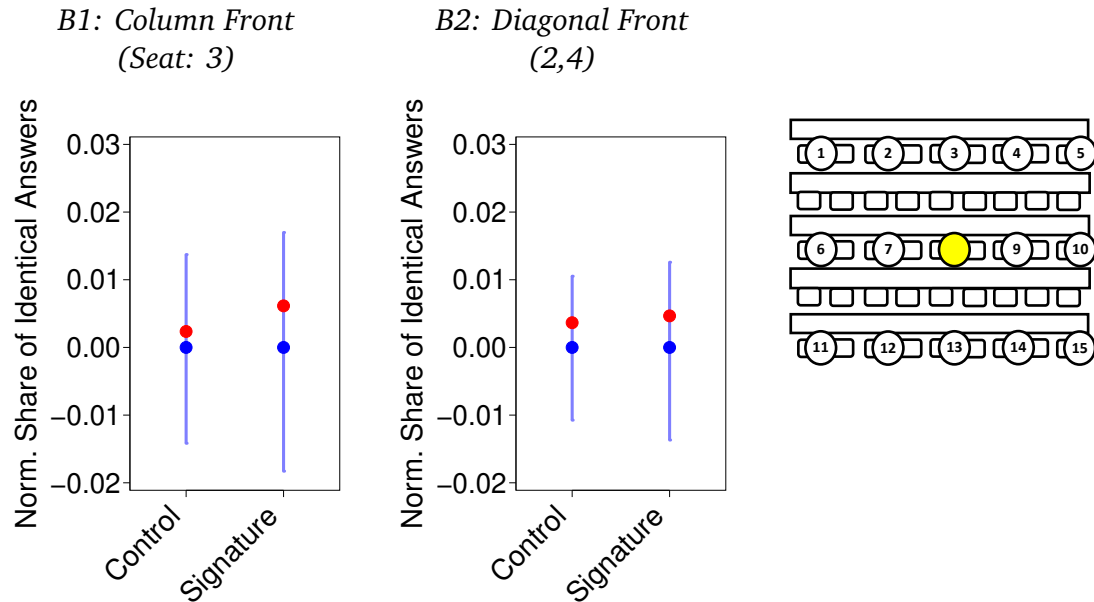 B1: Column Front
(Seat: 3)
B2: Diagonal Front
(2,4)
Norm. Share of Identical Answers
0.03
0.02
0.01
0.00
−0.01
−0.02
Control
Signature
Norm. Share of Identical Answers
0.03
0.02
0.01
0.00
−0.01
−0.02
Control
Signature
1 2 3 4 5
6 7 9 10
11 12 13 14 15